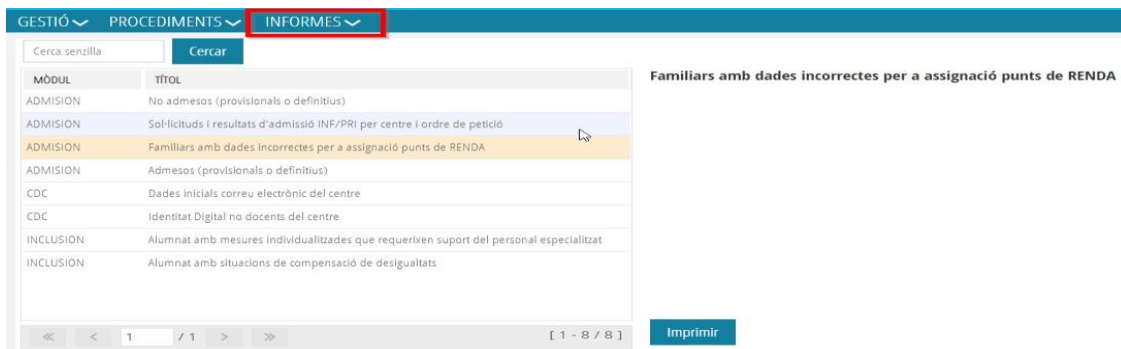 GESTIÓ PROCEDIMENTS INFORMES
Cerca senzilla Cercar
MÒDUL TÍTOL
ADMISION No admesos (provisionals o definitius)
ADMISION Sol·licituds i resultats d'admissió INF/PRI per centre i ordre de petició
ADMISION Familiars amb dades incorrectes per a assignació punts de RENDA
ADMISION Admesos (provisionals o definitius)
CDC Dades inicials correu electrònic del centre
CDC Identitat Digital no docents del centre
INCLUSION Alumnat amb mesures individualitzades que requerixen suport del personal especialitzat
INCLUSION Alumnat amb situacions de compensació de desigualtats
≪ < 1 / 1 > ≫ [ 1 - 8 / 8 ]
Familiars amb dades incorrectes per a assignació punts de RENDA
Imprimir